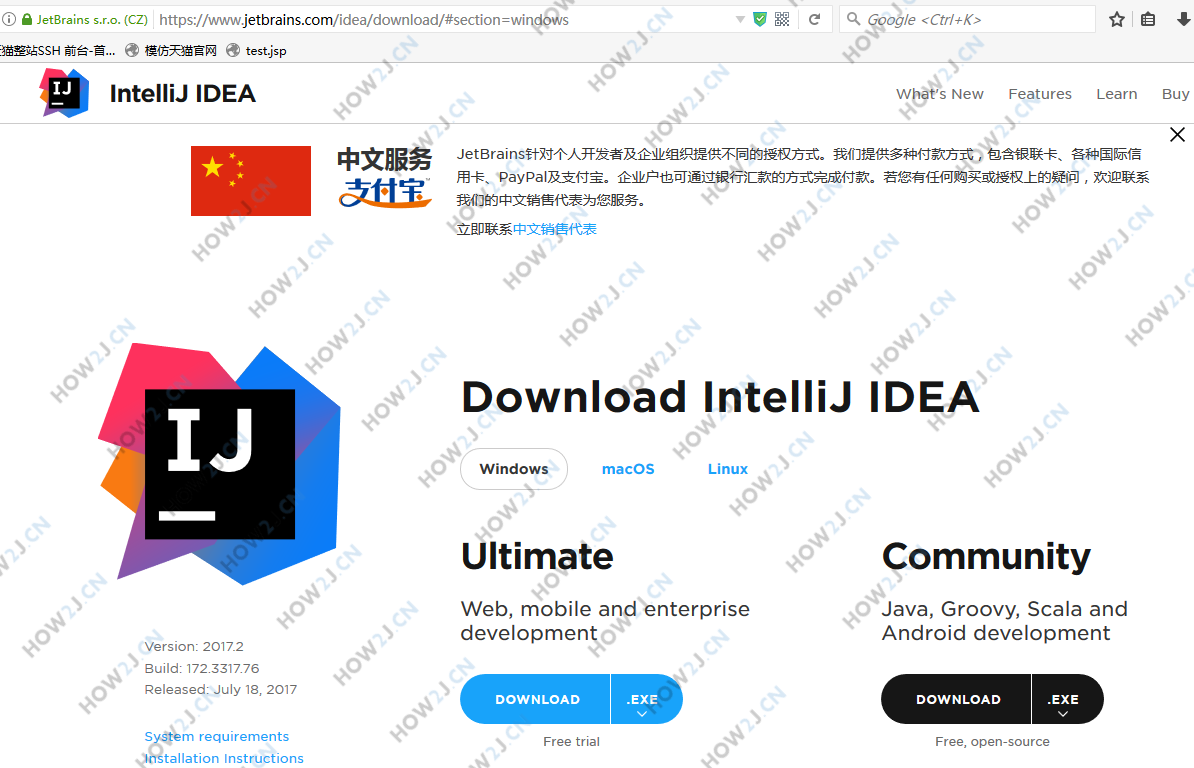 JetBrains s.r.o. (CZ)
https://www.jetbrains.com/idea/download/#section=windows
Google <Ctrl+K>
猫整站SSH 前台-首...
模仿天猫官网
test.jsp
IJ
IntelliJ IDEA
What's New
Features
Learn
Buy
中文服务
支付宝
JetBrains针对个人开发者及企业组织提供不同的授权方式。我们提供多种付款方式，包含银联卡、各种国际信
用卡、PayPal及支付宝。企业户也可通过银行汇款的方式完成付款。若您有任何购买或授权上的疑问，欢迎联系
我们的中文销售代表为您服务。
立即联系中文销售代表
IJ
Download IntelliJ IDEA
Windows
macOS
Linux
Ultimate
Web, mobile and enterprise
development
DOWNLOAD
.EXE
Free trial
Community
Java, Groovy, Scala and
Android development
DOWNLOAD
.EXE
Free, open-source
Version: 2017.2
Build: 172.3317.76
Released: July 18, 2017
System requirements
Installation Instructions
HOW2J.CN